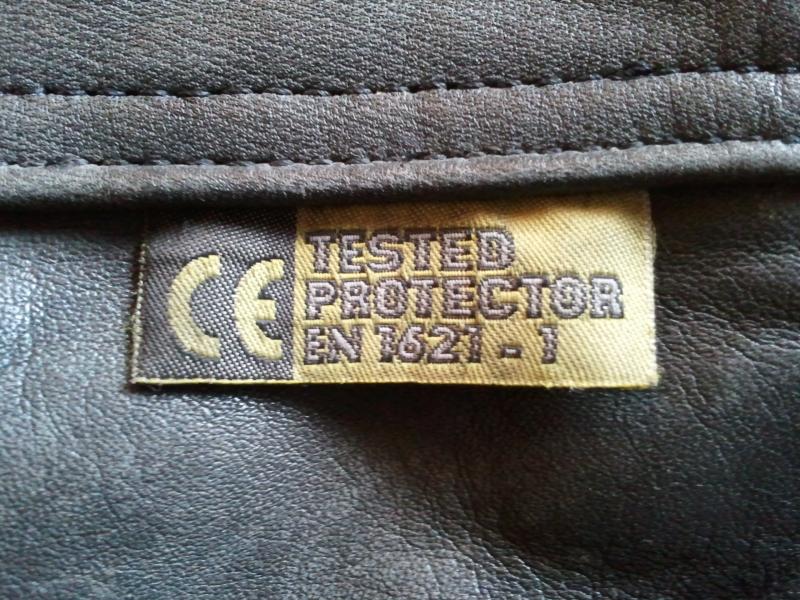 CE
TESTED
PROTECTOR
EN 1621 - 1